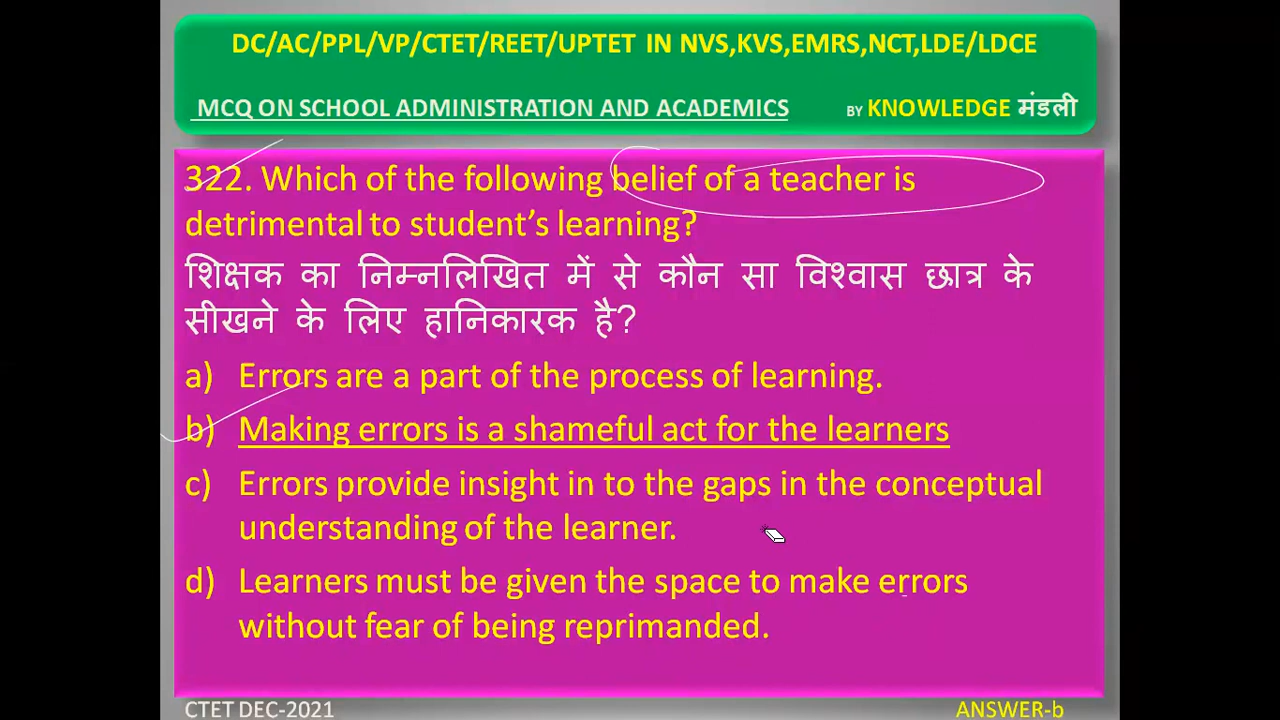 DC/AC/PPL/VP/CTET/REET/UPTET IN NVS,KVS,EMRS,NCT,LDE/LDCE
MCQ ON SCHOOL ADMINISTRATION AND ACADEMICS BY KNOWLEDGE मंडली
322. Which of the following belief of a teacher is
detrimental to student’s learning?
शिक्षक का निम्नलिखित में से कौन सा विश्वास छात्र के
सीखने के लिए हानिकारक है?
a) Errors are a part of the process of learning.
b) Making errors is a shameful act for the learners
c) Errors provide insight in to the gaps in the conceptual
understanding of the learner.
d) Learners must be given the space to make errors
without fear of being reprimanded.
CTET DEC-2021 ANSWER-b